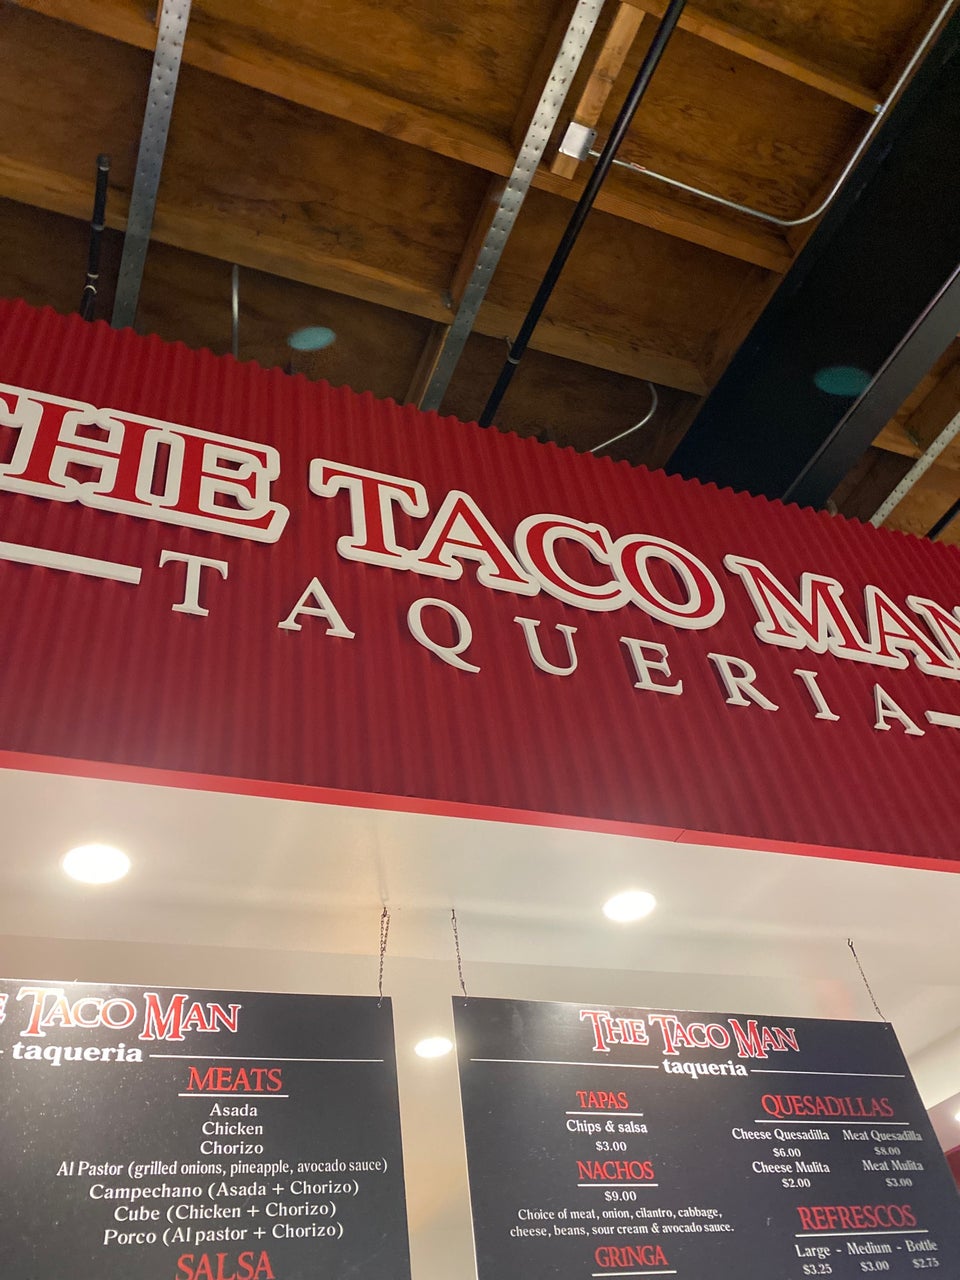 THE TACO MAN
TAQUERIA
TACO MAN
taqueria
MEATS
Asada
Chicken
Chorizo
Al Pastor (grilled onions, pineapple, avocado sauce)
Campechano (Asada + Chorizo)
Cube (Chicken + Chorizo)
Porco (Al pastor + Chorizo)
SALSA
THE TACO MAN
taqueria
TAPAS
Chips & salsa
$3.00
NACHOS
$9.00
Choice of meat, onion, cilantro, cabbage,
cheese, beans, sour cream & avocado sauce.
GRINGA
QUESADILLAS
Cheese Quesadilla Meat Quesadilla
$6.00 $8.00
Cheese Mulita Meat Mulita
$2.00 $3.00
REFRESCOS
Large - Medium - Bottle
$3.25 $3.00 $2.75